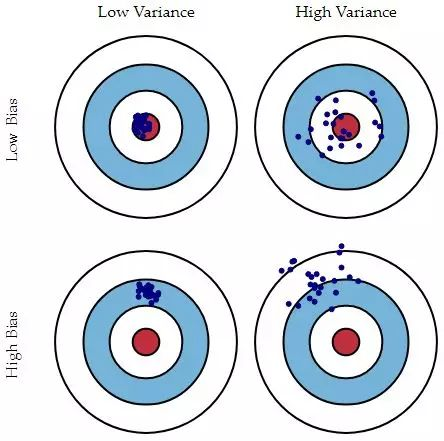 Low Variance
High Variance
Low Bias
High Bias